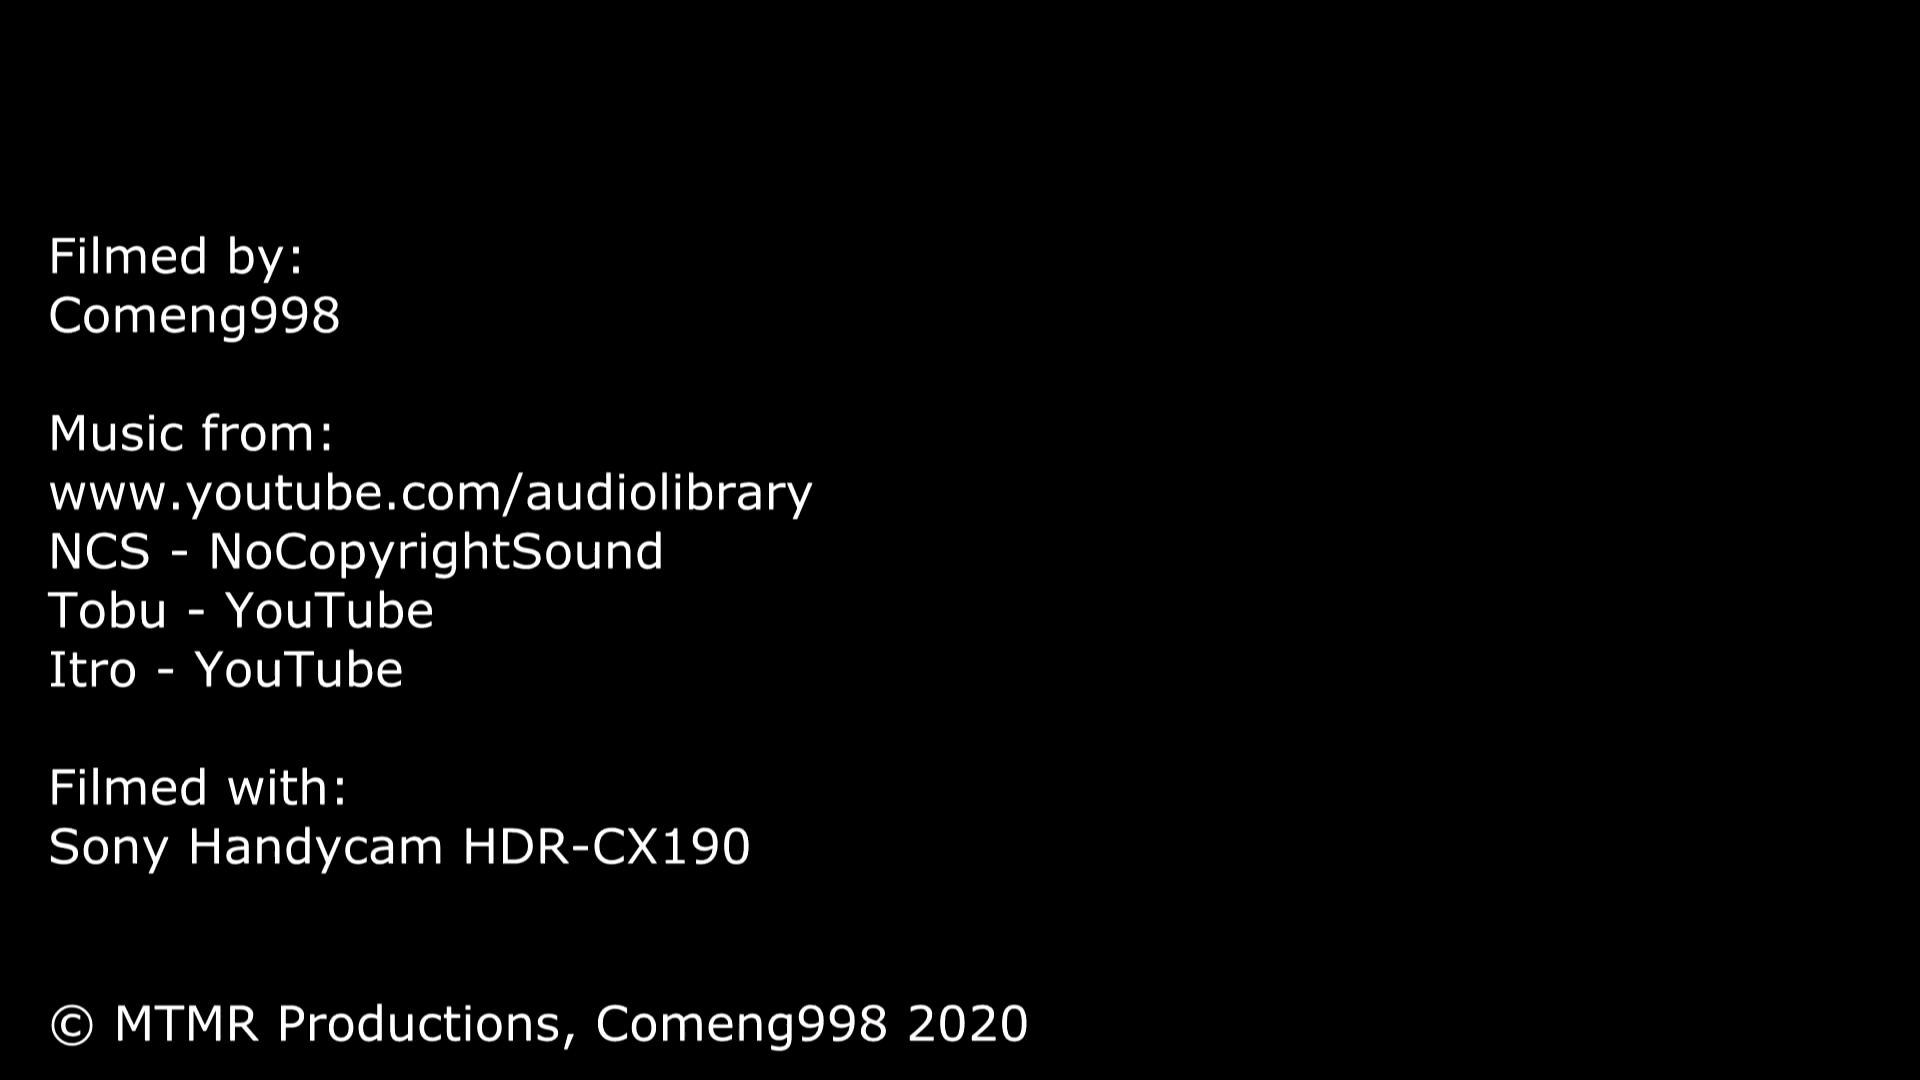 Filmed by:
Comeng998
Music from:
www.youtube.com/audiolibrary
NCS - NoCopyrightSound
Tobu - YouTube
Itro - YouTube
Filmed with:
Sony Handycam HDR-CX190
© MTMR Productions, Comeng998 2020